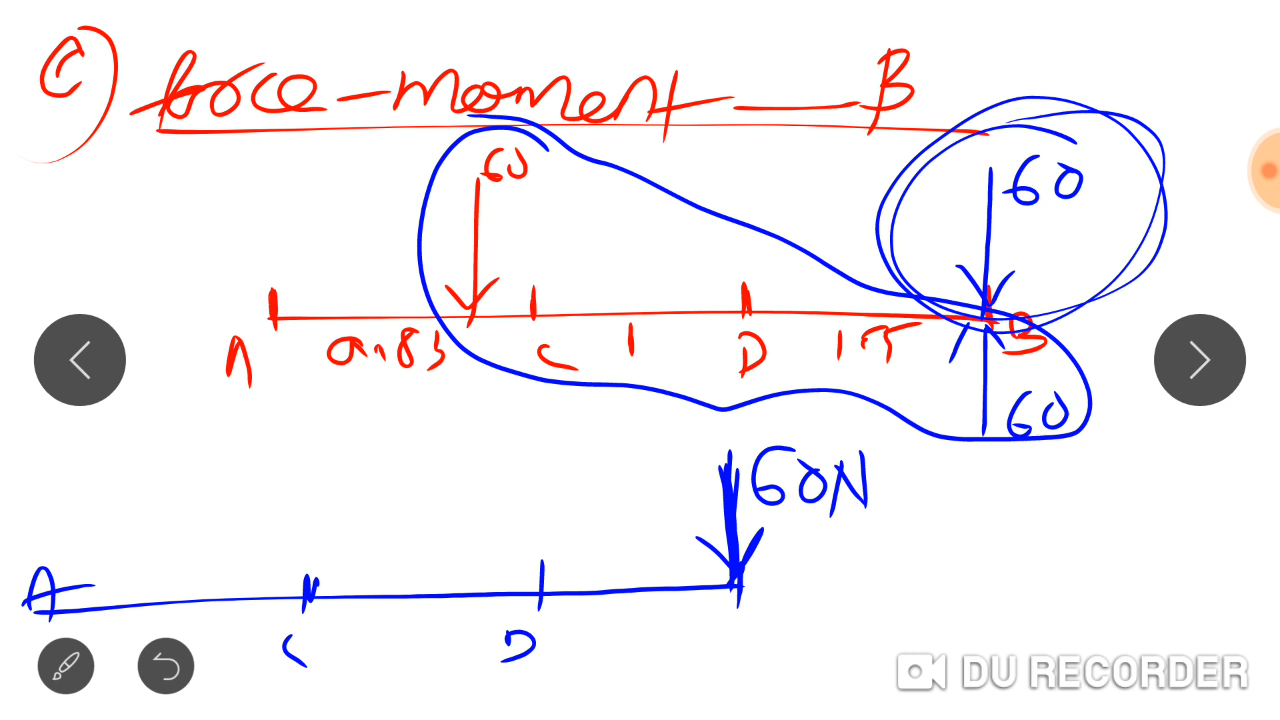 C) force-moment — B
60
60
A 0.83 C 1 D 1.5 B
60
60N
A
C D
DU RECORDER